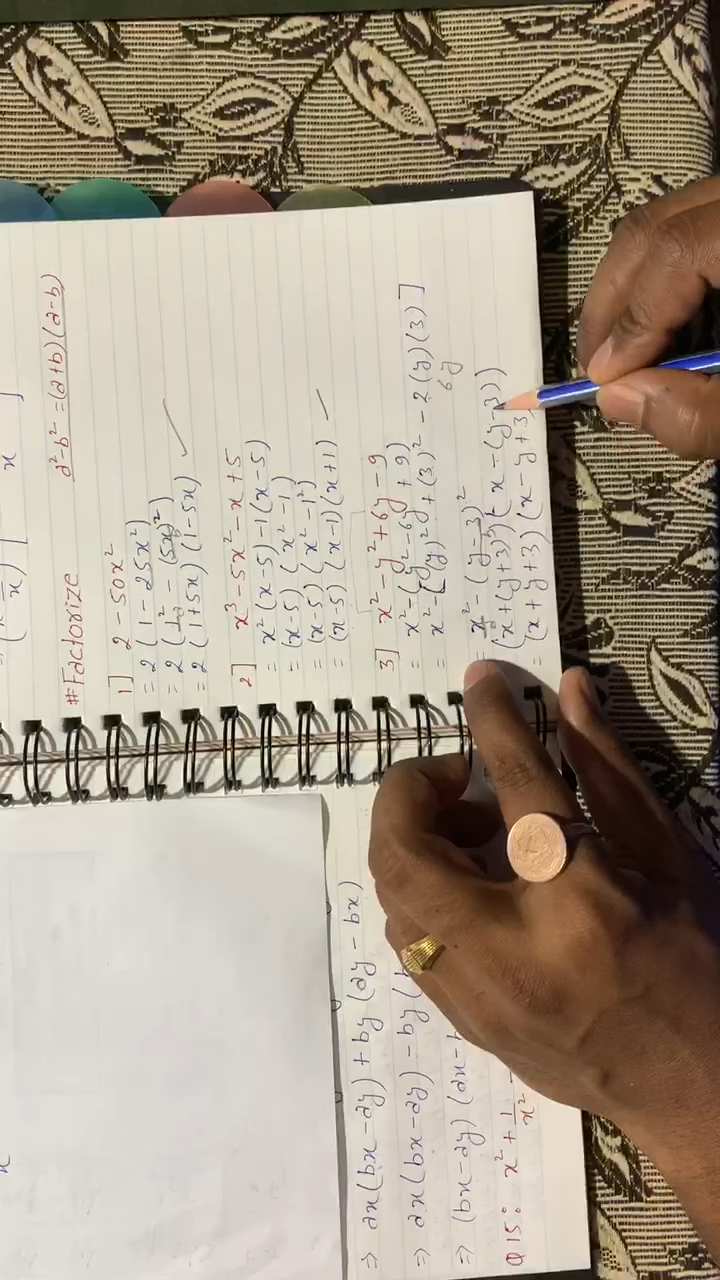 x) [ x ]
a²-b² = (a+b) (a-b)
#Factorize
1] 2 - 50x²
= 2 ( 1 - 25x²)
= 2 ( 1² - (5x)²)
= 2 ( 1+5x) (1-5x)
2] x³ - 5x² - x + 5
= x² (x-5) -1 (x-5)
= (x-5) (x² -1)
= (x-5) (x² -1²)
= (x-5) (x-1) (x+1)
3] x² - y² + 6y - 9
= x² - (y² - 6y + 9)
= x² - [(y)² + (3)² - 2 (y) (3) ]
6y
= x² - (y-3)²
(x + (y+3)) (x - (y-3))
= (x + y + 3) (x - y + 3
⇒ ax (bx - ay) + by (ay - bx)
⇒ ax (bx - ay) - by (b
⇒ (bx - ay) (ax - b
Q 15: x² + 1/x² -